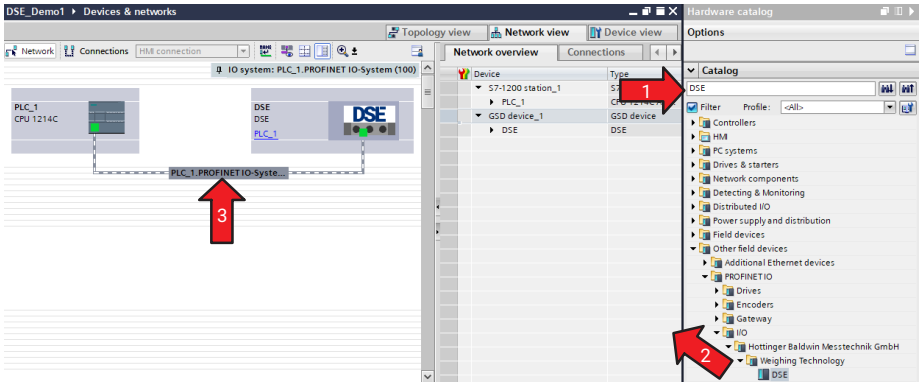 DSE_Demo1 ▸ Devices & networks
Topology view
Network view
Device view
Network
Connections
HMI connection
IO system: PLC_1.PROFINET IO-System (100)
PLC_1
CPU 1214C
DSE
DSE
PLC_1
DSE
PLC_1.PROFINET IO-Syste...
3
Network overview
Connections
Device
Type
S7-1200 station_1
PLC_1
GSD device_1
GSD device
DSE
DSE
1
2
Hardware catalog
Options
Catalog
DSE
Filter
Profile:
<All>
Controllers
HMI
PC systems
Drives & starters
Network components
Detecting & Monitoring
Distributed I/O
Power supply and distribution
Field devices
Other field devices
Additional Ethernet devices
PROFINET IO
Drives
Encoders
Gateway
I/O
Hottinger Baldwin Messtechnik GmbH
Weighing Technology
DSE